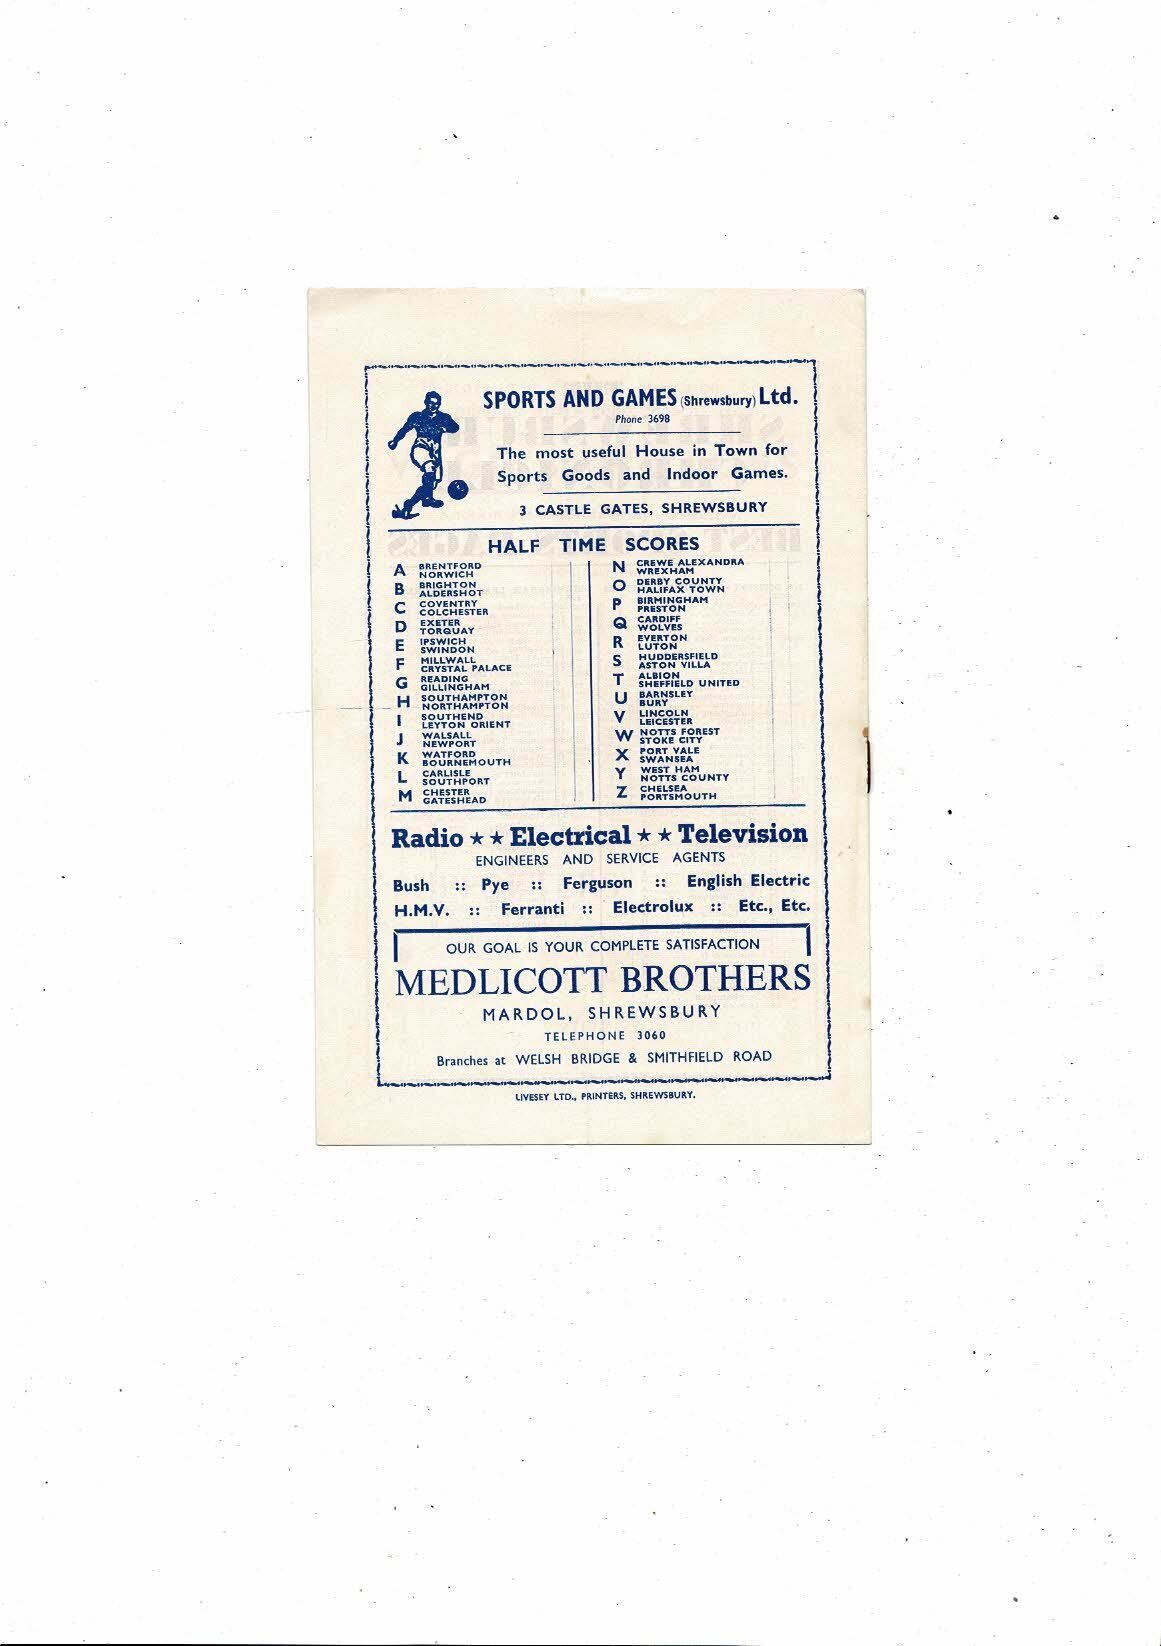 SPORTS AND GAMES (Shrewsbury) Ltd.
Phone 3698
The most useful House in Town for
Sports Goods and Indoor Games.
3 CASTLE GATES, SHREWSBURY
HALF TIME SCORES
A BRENTFORD
NORWICH
B BRIGHTON
ALDERSHOT
C COVENTRY
COLCHESTER
D EXETER
TORQUAY
E IPSWICH
SWINDON
F MILLWALL
CRYSTAL PALACE
G READING
GILLINGHAM
H SOUTHAMPTON
NORTHAMPTON
I SOUTHEND
LEYTON ORIENT
J WALSALL
NEWPORT
K WATFORD
BOURNEMOUTH
L CARLISLE
SOUTHPORT
M CHESTER
GATESHEAD
N CREWE ALEXANDRA
WREXHAM
O DERBY COUNTY
HALIFAX TOWN
P BIRMINGHAM
PRESTON
Q CARDIFF
WOLVES
R EVERTON
LUTON
S HUDDERSFIELD
ASTON VILLA
T ALBION
SHEFFIELD UNITED
U BARNSLEY
BURY
V LINCOLN
LEICESTER
W NOTTS FOREST
STOKE CITY
X PORT VALE
SWANSEA
Y WEST HAM
NOTTS COUNTY
Z CHELSEA
PORTSMOUTH
Radio ★ ★ Electrical ★ ★ Television
ENGINEERS AND SERVICE AGENTS
Bush :: Pye :: Ferguson :: English Electric
H.M.V. :: Ferranti :: Electrolux :: Etc., Etc.
OUR GOAL IS YOUR COMPLETE SATISFACTION
MEDLICOTT BROTHERS
MARDOL, SHREWSBURY
TELEPHONE 3060
Branches at WELSH BRIDGE & SMITHFIELD ROAD
LIVESEY LTD., PRINTERS, SHREWSBURY.